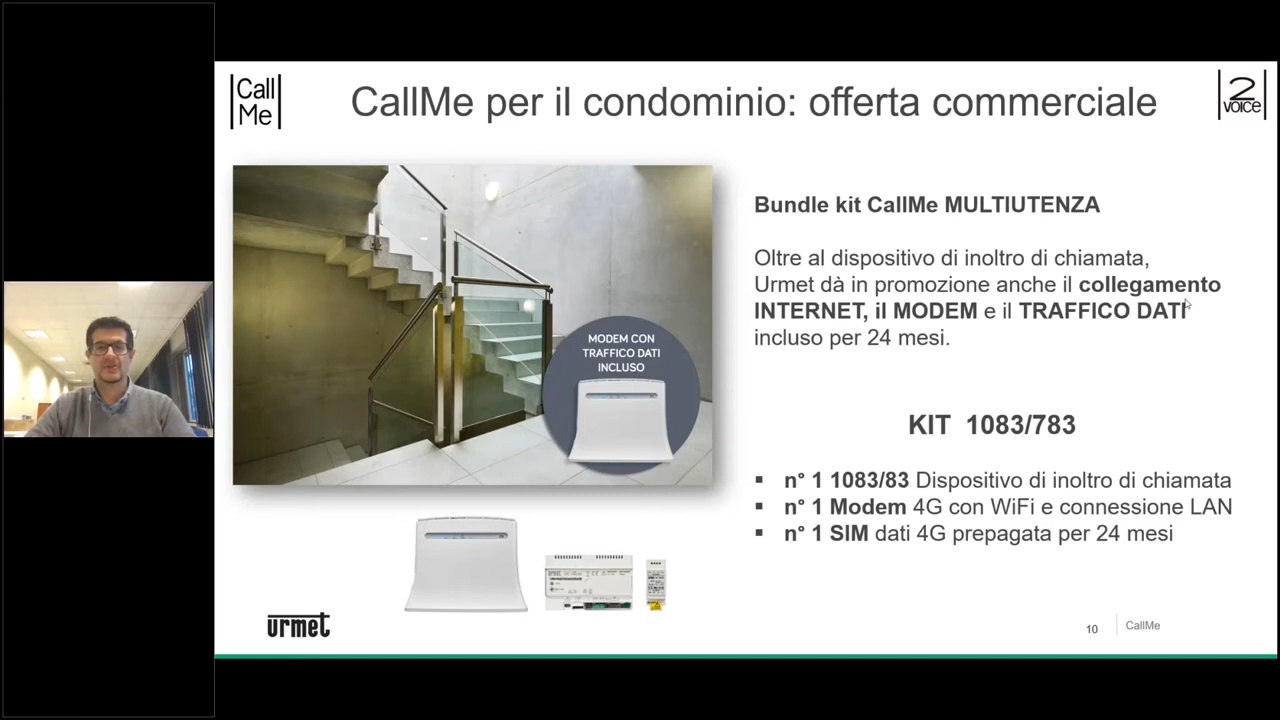 Call
Me
CallMe per il condominio: offerta commerciale
2
voice
Bundle kit CallMe MULTIUTENZA
Oltre al dispositivo di inoltro di chiamata,
Urmet dà in promozione anche il collegamento
INTERNET, il MODEM e il TRAFFICO DATI
incluso per 24 mesi.
MODEM CON
TRAFFICO DATI
INCLUSO
KIT 1083/783
▪ n° 1 1083/83 Dispositivo di inoltro di chiamata
▪ n° 1 Modem 4G con WiFi e connessione LAN
▪ n° 1 SIM dati 4G prepagata per 24 mesi
urmet
10
CallMe